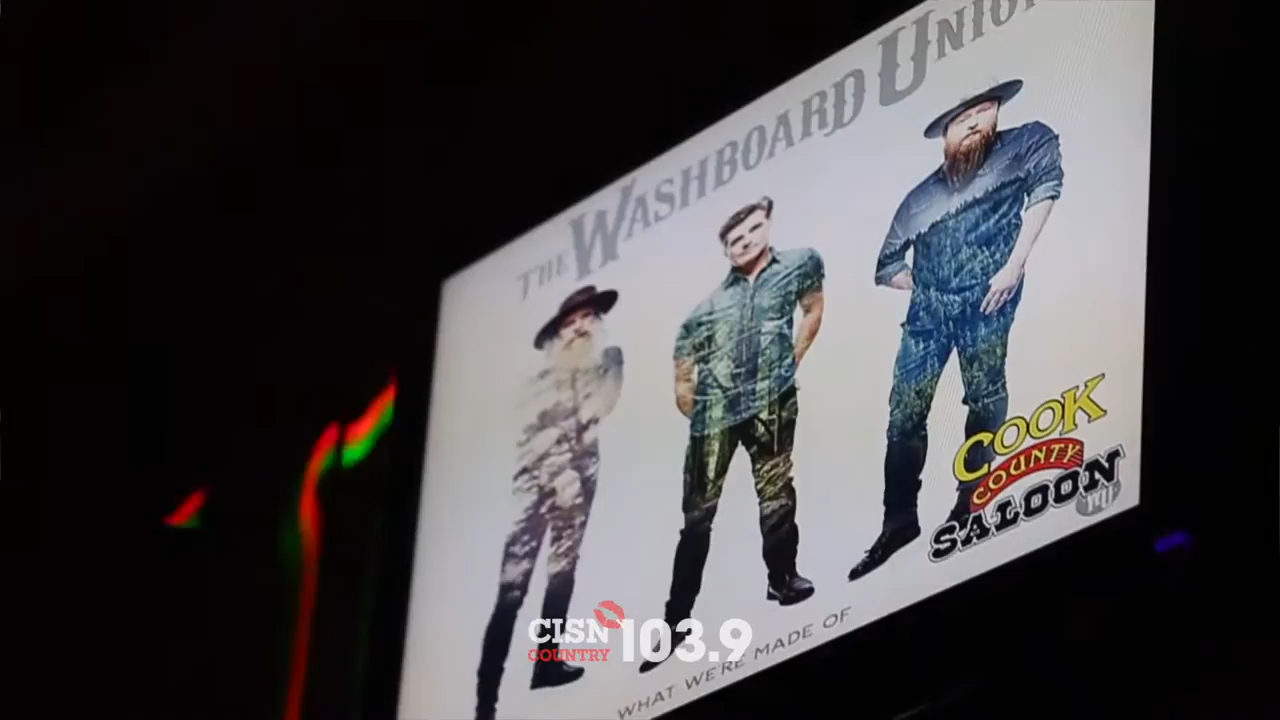 THE WASHBOARD UNION
COOK
COUNTY
SALOON
CISN
COUNTRY
103.9
WHAT WE'RE MADE OF